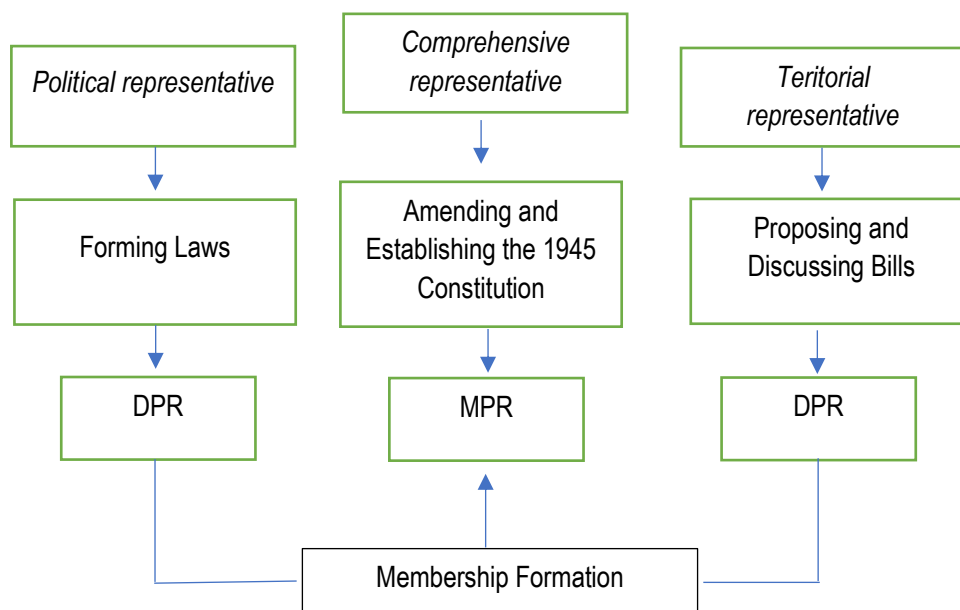 Political representative
Comprehensive
representative
Teritorial
representative
Forming Laws
Amending and
Establishing the 1945
Constitution
Proposing and
Discussing Bills
DPR
MPR
DPR
Membership Formation